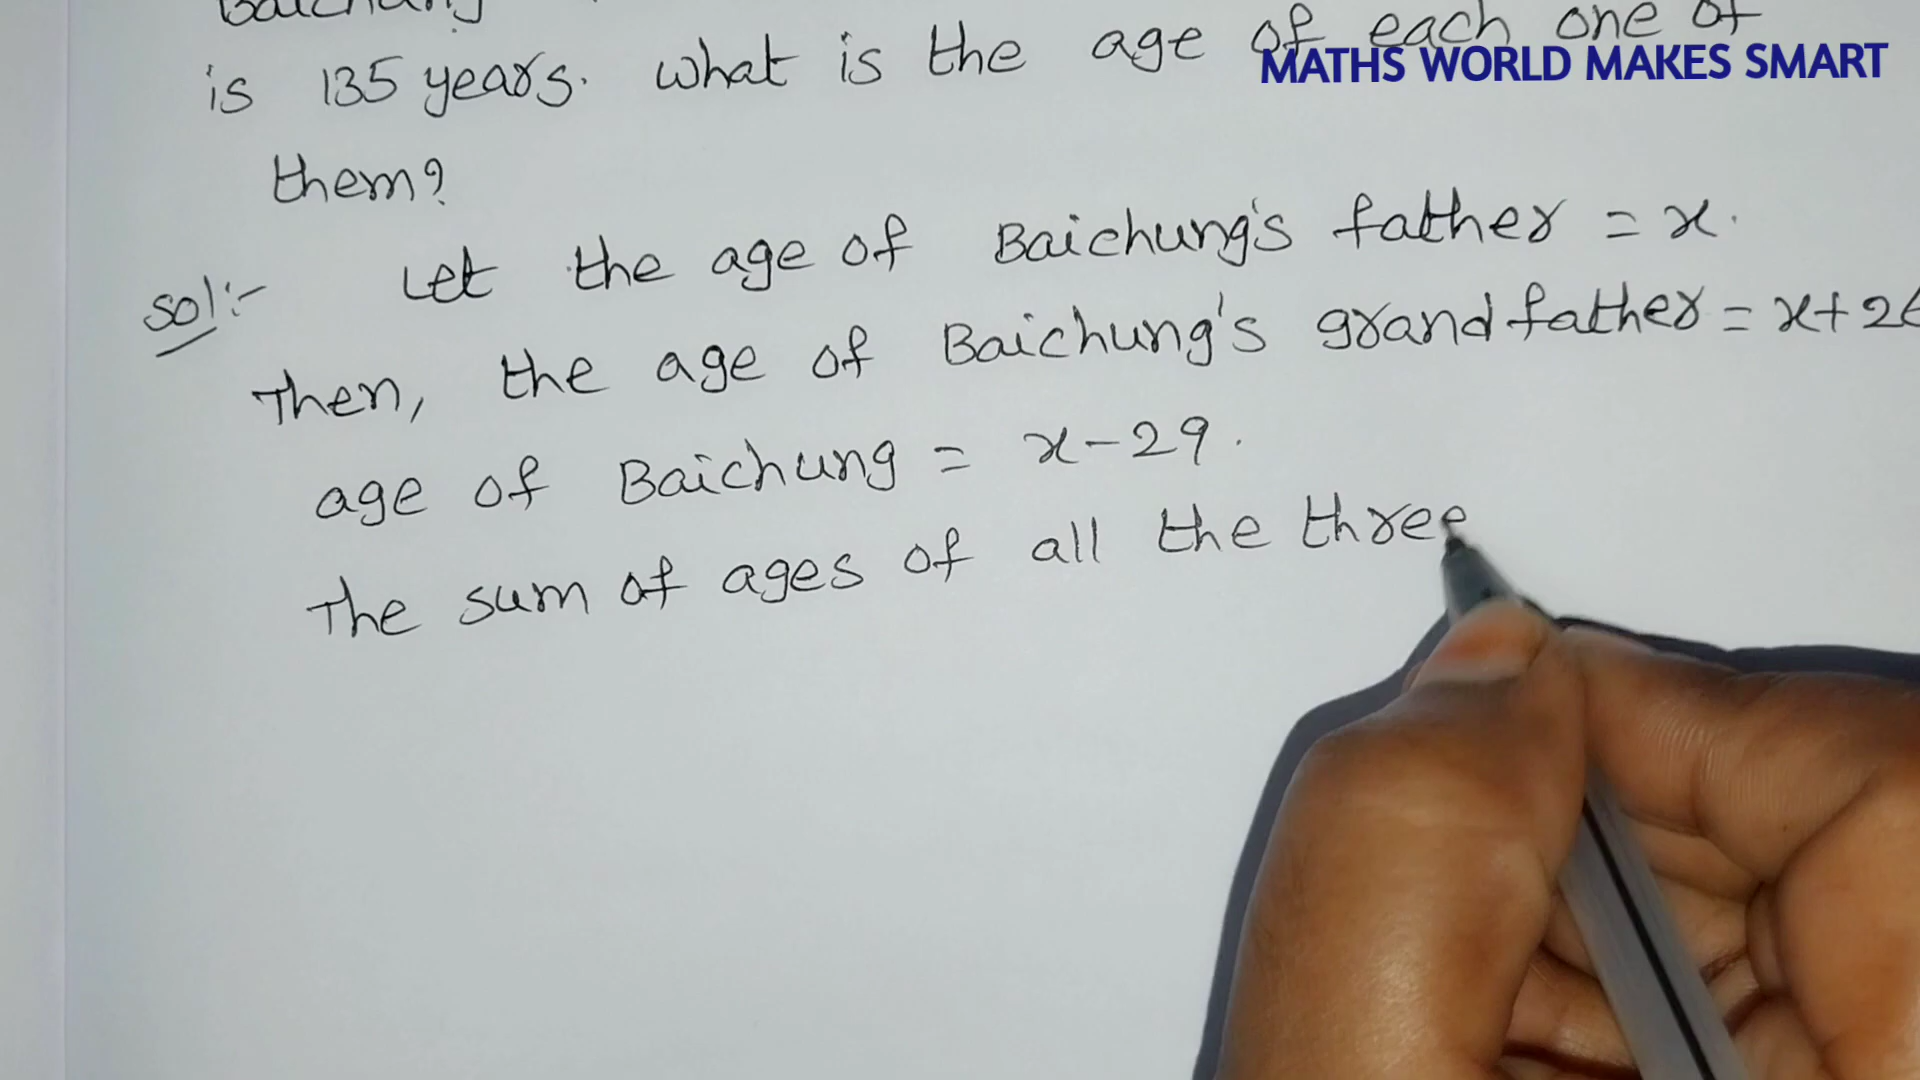 Baichung
is 135 years. what is the age of each one of
MATHS WORLD MAKES SMART
them?
sol:- Let the age of Baichung's father = x.
Then, the age of Baichung's grandfather = x+26
age of Baichung = x-29.
The sum of ages of all the three